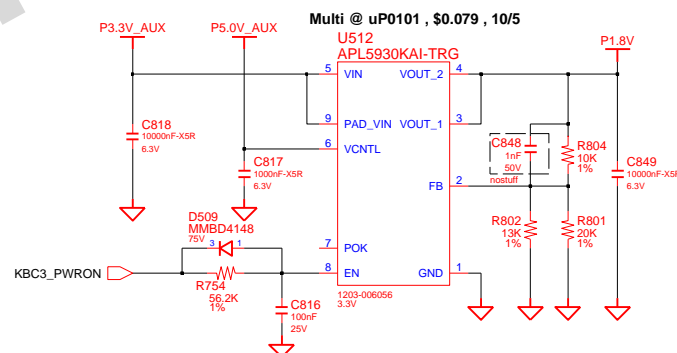 Multi @ uP0101 , $0.079 , 10/5
P3.3V_AUX
P5.0V_AUX
U512
APL5930KAI-TRG
P1.8V
5
VIN
VOUT_2
4
9
PAD_VIN
VOUT_1
3
6
VCNTL
C818
10000nF-X5R
6.3V
C817
1000nF-X5R
6.3V
C848
1nF
50V
nostuff
R804
10K
1%
C849
10000nF-X5R
6.3V
FB
2
D509
MMBD4148
75V
3
1
R802
13K
1%
R801
20K
1%
7
POK
KBC3_PWRON
8
EN
GND
1
R754
56.2K
1%
C816
100nF
25V
1203-006056
3.3V